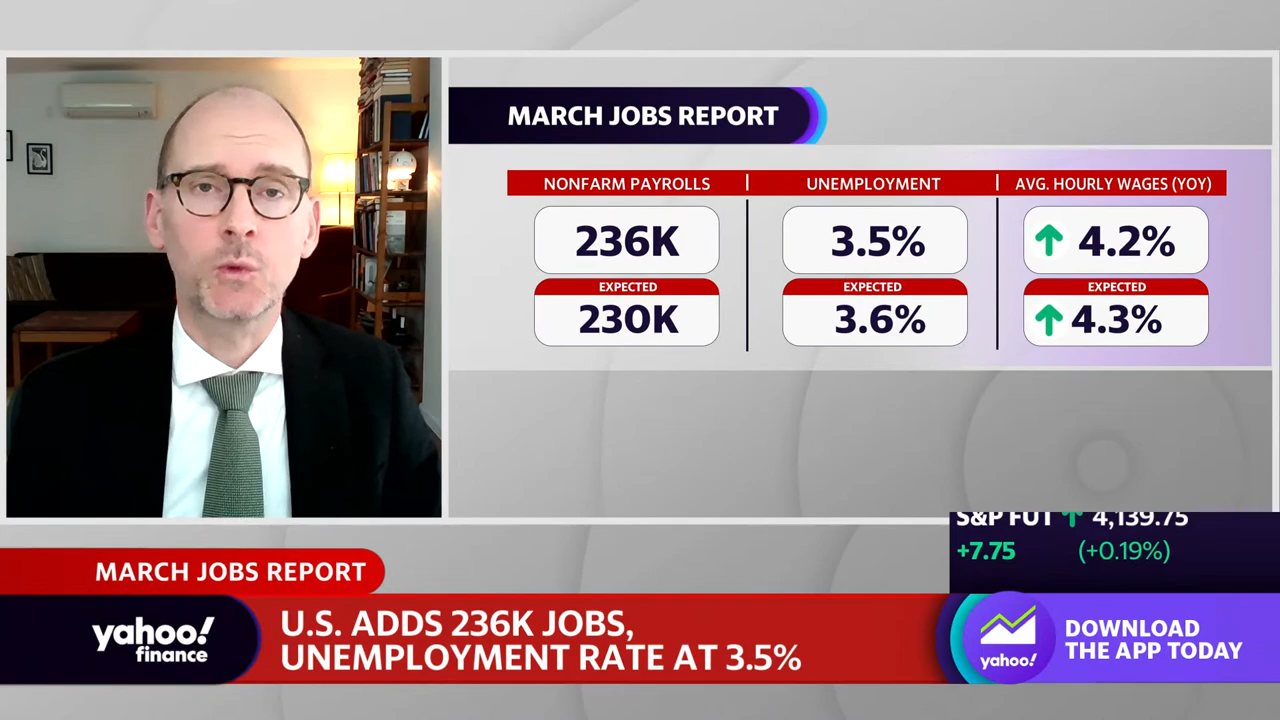 MARCH JOBS REPORT
NONFARM PAYROLLS | UNEMPLOYMENT | AVG. HOURLY WAGES (YOY)
236K 3.5% 4.2%
EXPECTED EXPECTED EXPECTED
230K 3.6% 4.3%
S&P FUT 4,139.75
+7.75 (+0.19%)
MARCH JOBS REPORT
yahoo!
finance
U.S. ADDS 236K JOBS,
UNEMPLOYMENT RATE AT 3.5%
yahoo!
DOWNLOAD
THE APP TODAY